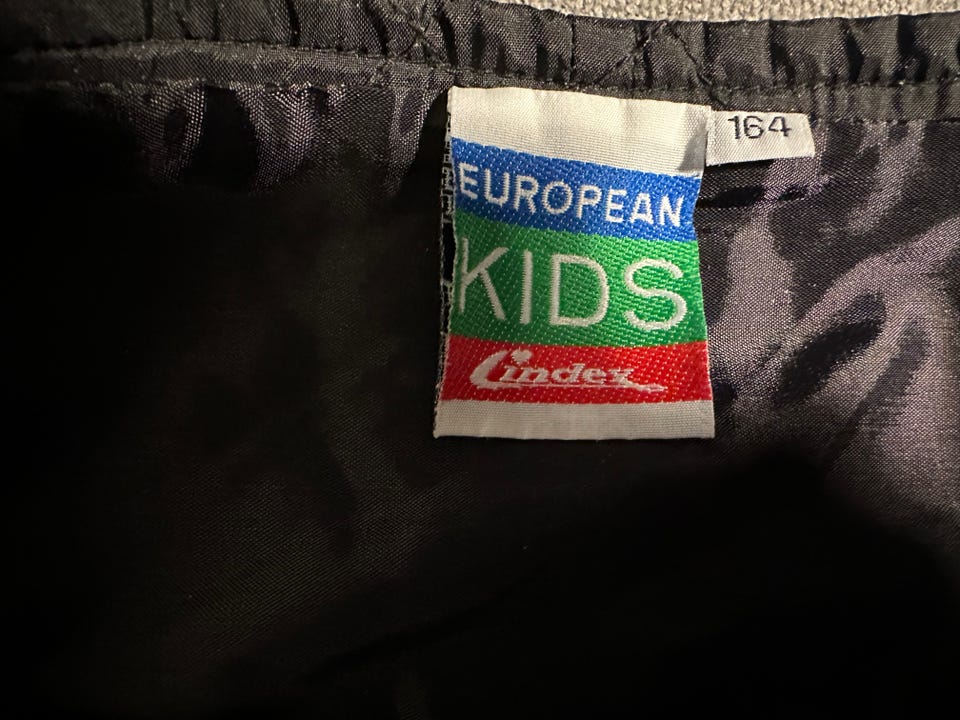 EUROPEAN
KIDS
Lindex
164